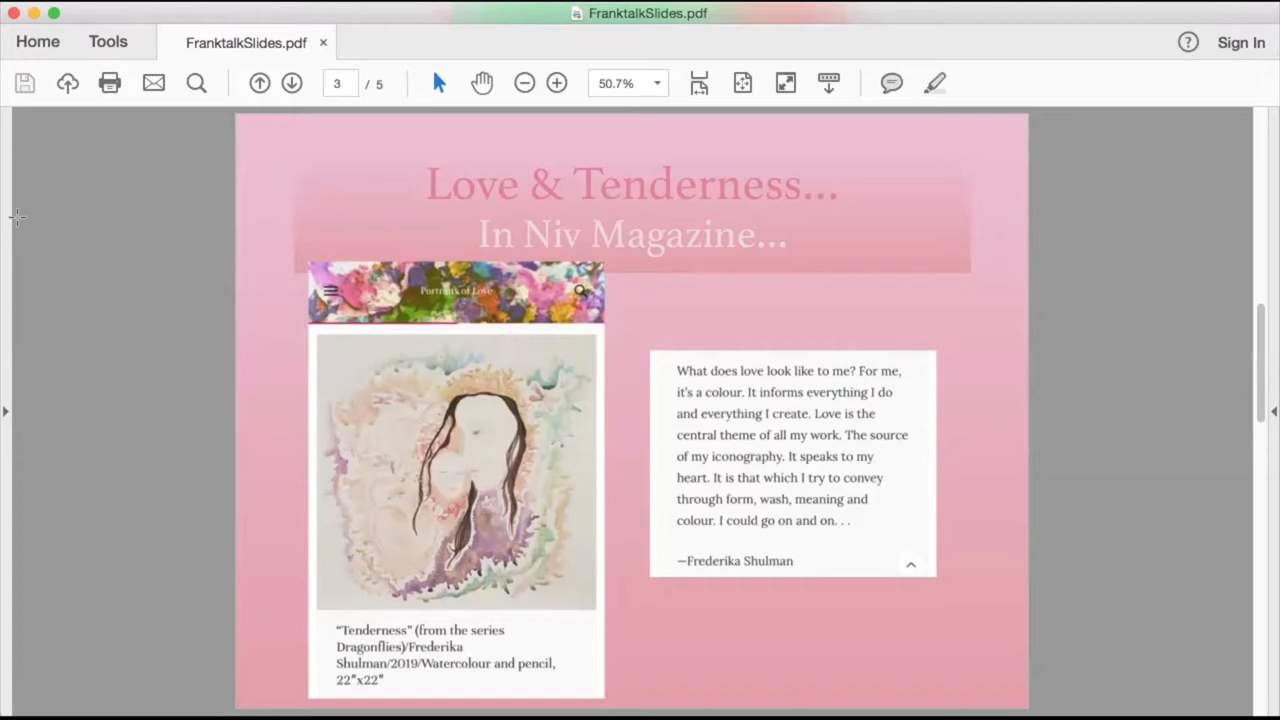 FranktalkSlides.pdf
Home
Tools
FranktalkSlides.pdf ×
? Sign In
3 / 5
50.7%
Love & Tenderness...
In Niv Magazine...
Portraits of Love
What does love look like to me? For me,
it's a colour. It informs everything I do
and everything I create. Love is the
central theme of all my work. The source
of my iconography. It speaks to my
heart. It is that which I try to convey
through form, wash, meaning and
colour. I could go on and on. . .
—Frederika Shulman
“Tenderness” (from the series
Dragonflies)/Frederika
Shulman/2019/Watercolour and pencil,
22″x22″